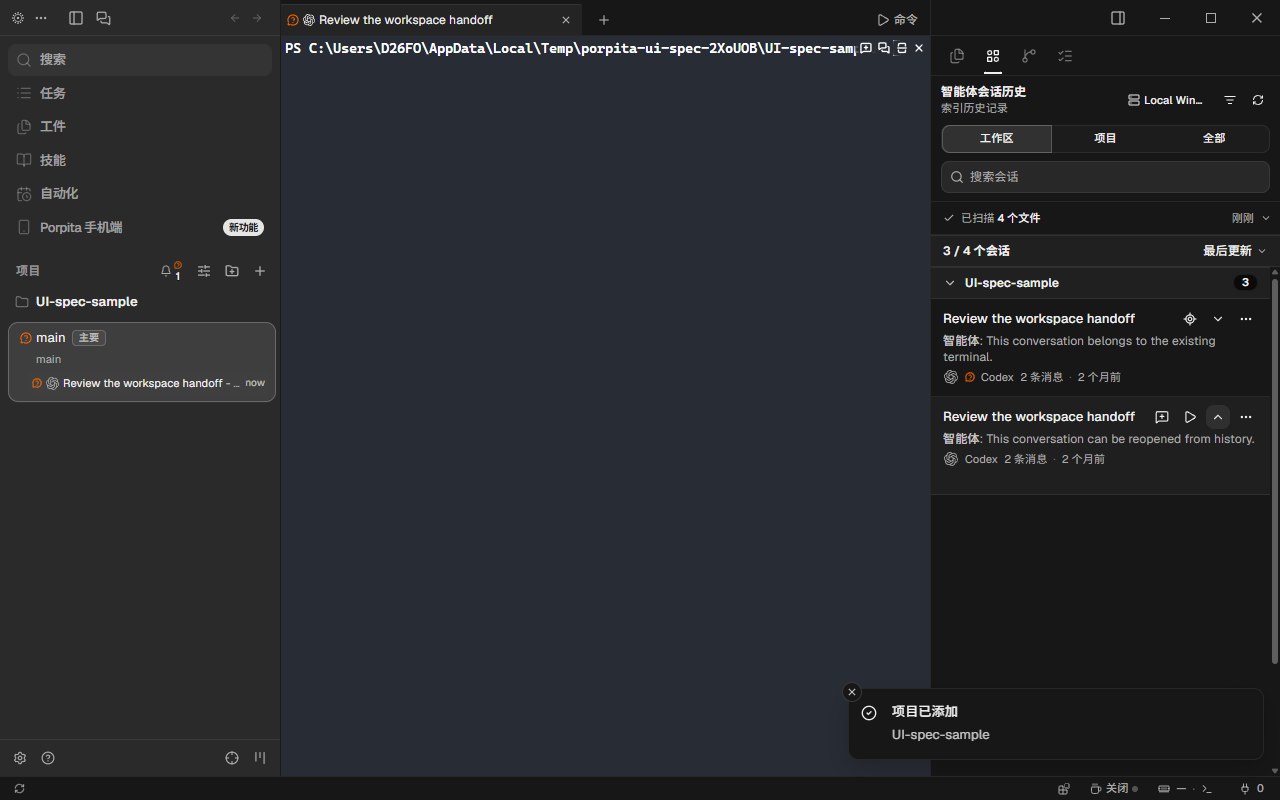 Review the workspace handoff
命令
搜索
任务
工件
技能
自动化
Porpita 手机端
新功能
项目
1
UI-spec-sample
main
主要
main
Review the workspace handoff - ...
now
PS C:\Users\D26FO\AppData\Local\Temp\porpita-ui-spec-2XoUOB\UI-spec-sam
智能体会话历史
索引历史记录
Local Win...
工作区
项目
全部
搜索会话
已扫描 4 个文件
刚刚
3 / 4 个会话
最后更新
UI-spec-sample
3
Review the workspace handoff
智能体: This conversation belongs to the existing
terminal.
Codex 2 条消息 · 2 个月前
Review the workspace handoff
智能体: This conversation can be reopened from history.
Codex 2 条消息 · 2 个月前
项目已添加
UI-spec-sample
关闭
0